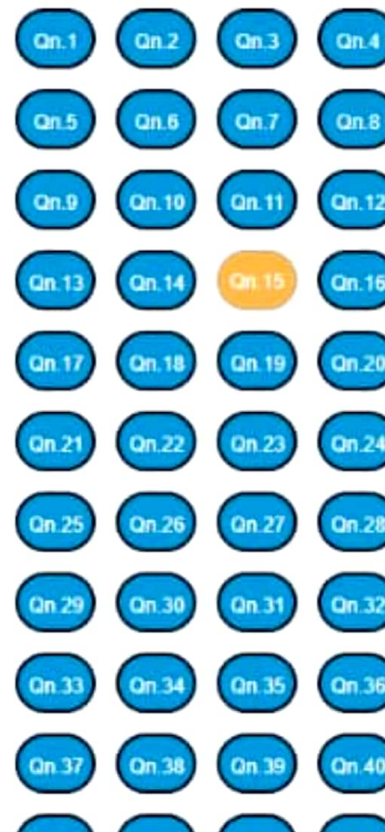 Qn.1 Qn.2 Qn.3 Qn.4
Qn.5 Qn.6 Qn.7 Qn.8
Qn.9 Qn.10 Qn.11 Qn.12
Qn.13 Qn.14 Qn.15 Qn.16
Qn.17 Qn.18 Qn.19 Qn.20
Qn.21 Qn.22 Qn.23 Qn.24
Qn.25 Qn.26 Qn.27 Qn.28
Qn.29 Qn.30 Qn.31 Qn.32
Qn.33 Qn.34 Qn.35 Qn.36
Qn.37 Qn.38 Qn.39 Qn.40